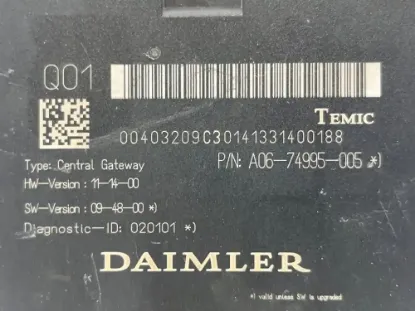 Q01
TEMIC
00403209C30141331400188
Type: Central Gateway
P/N: A06-74995-005 *)
HW-Version: 11-14-00
SW-Version: 09-48-00 *)
Diagnostic-ID: 020101 *)
DAIMLER
*) valid unless SW is upgraded